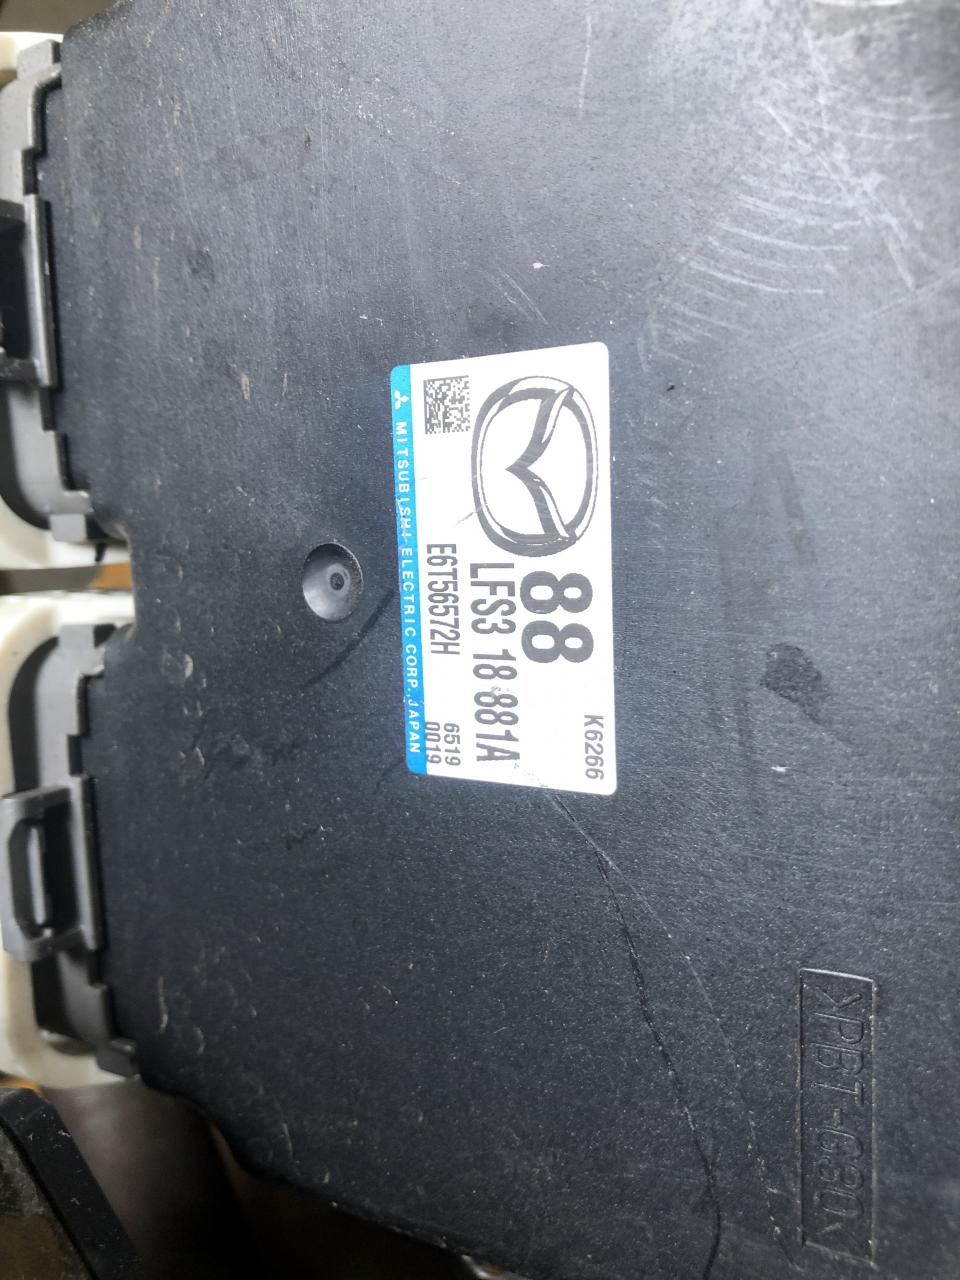 K6266
88
LFS3 18 881A
E6T56572H
6519
0019
MITSUBISHI ELECTRIC CORP., JAPAN
>PBT-G30<